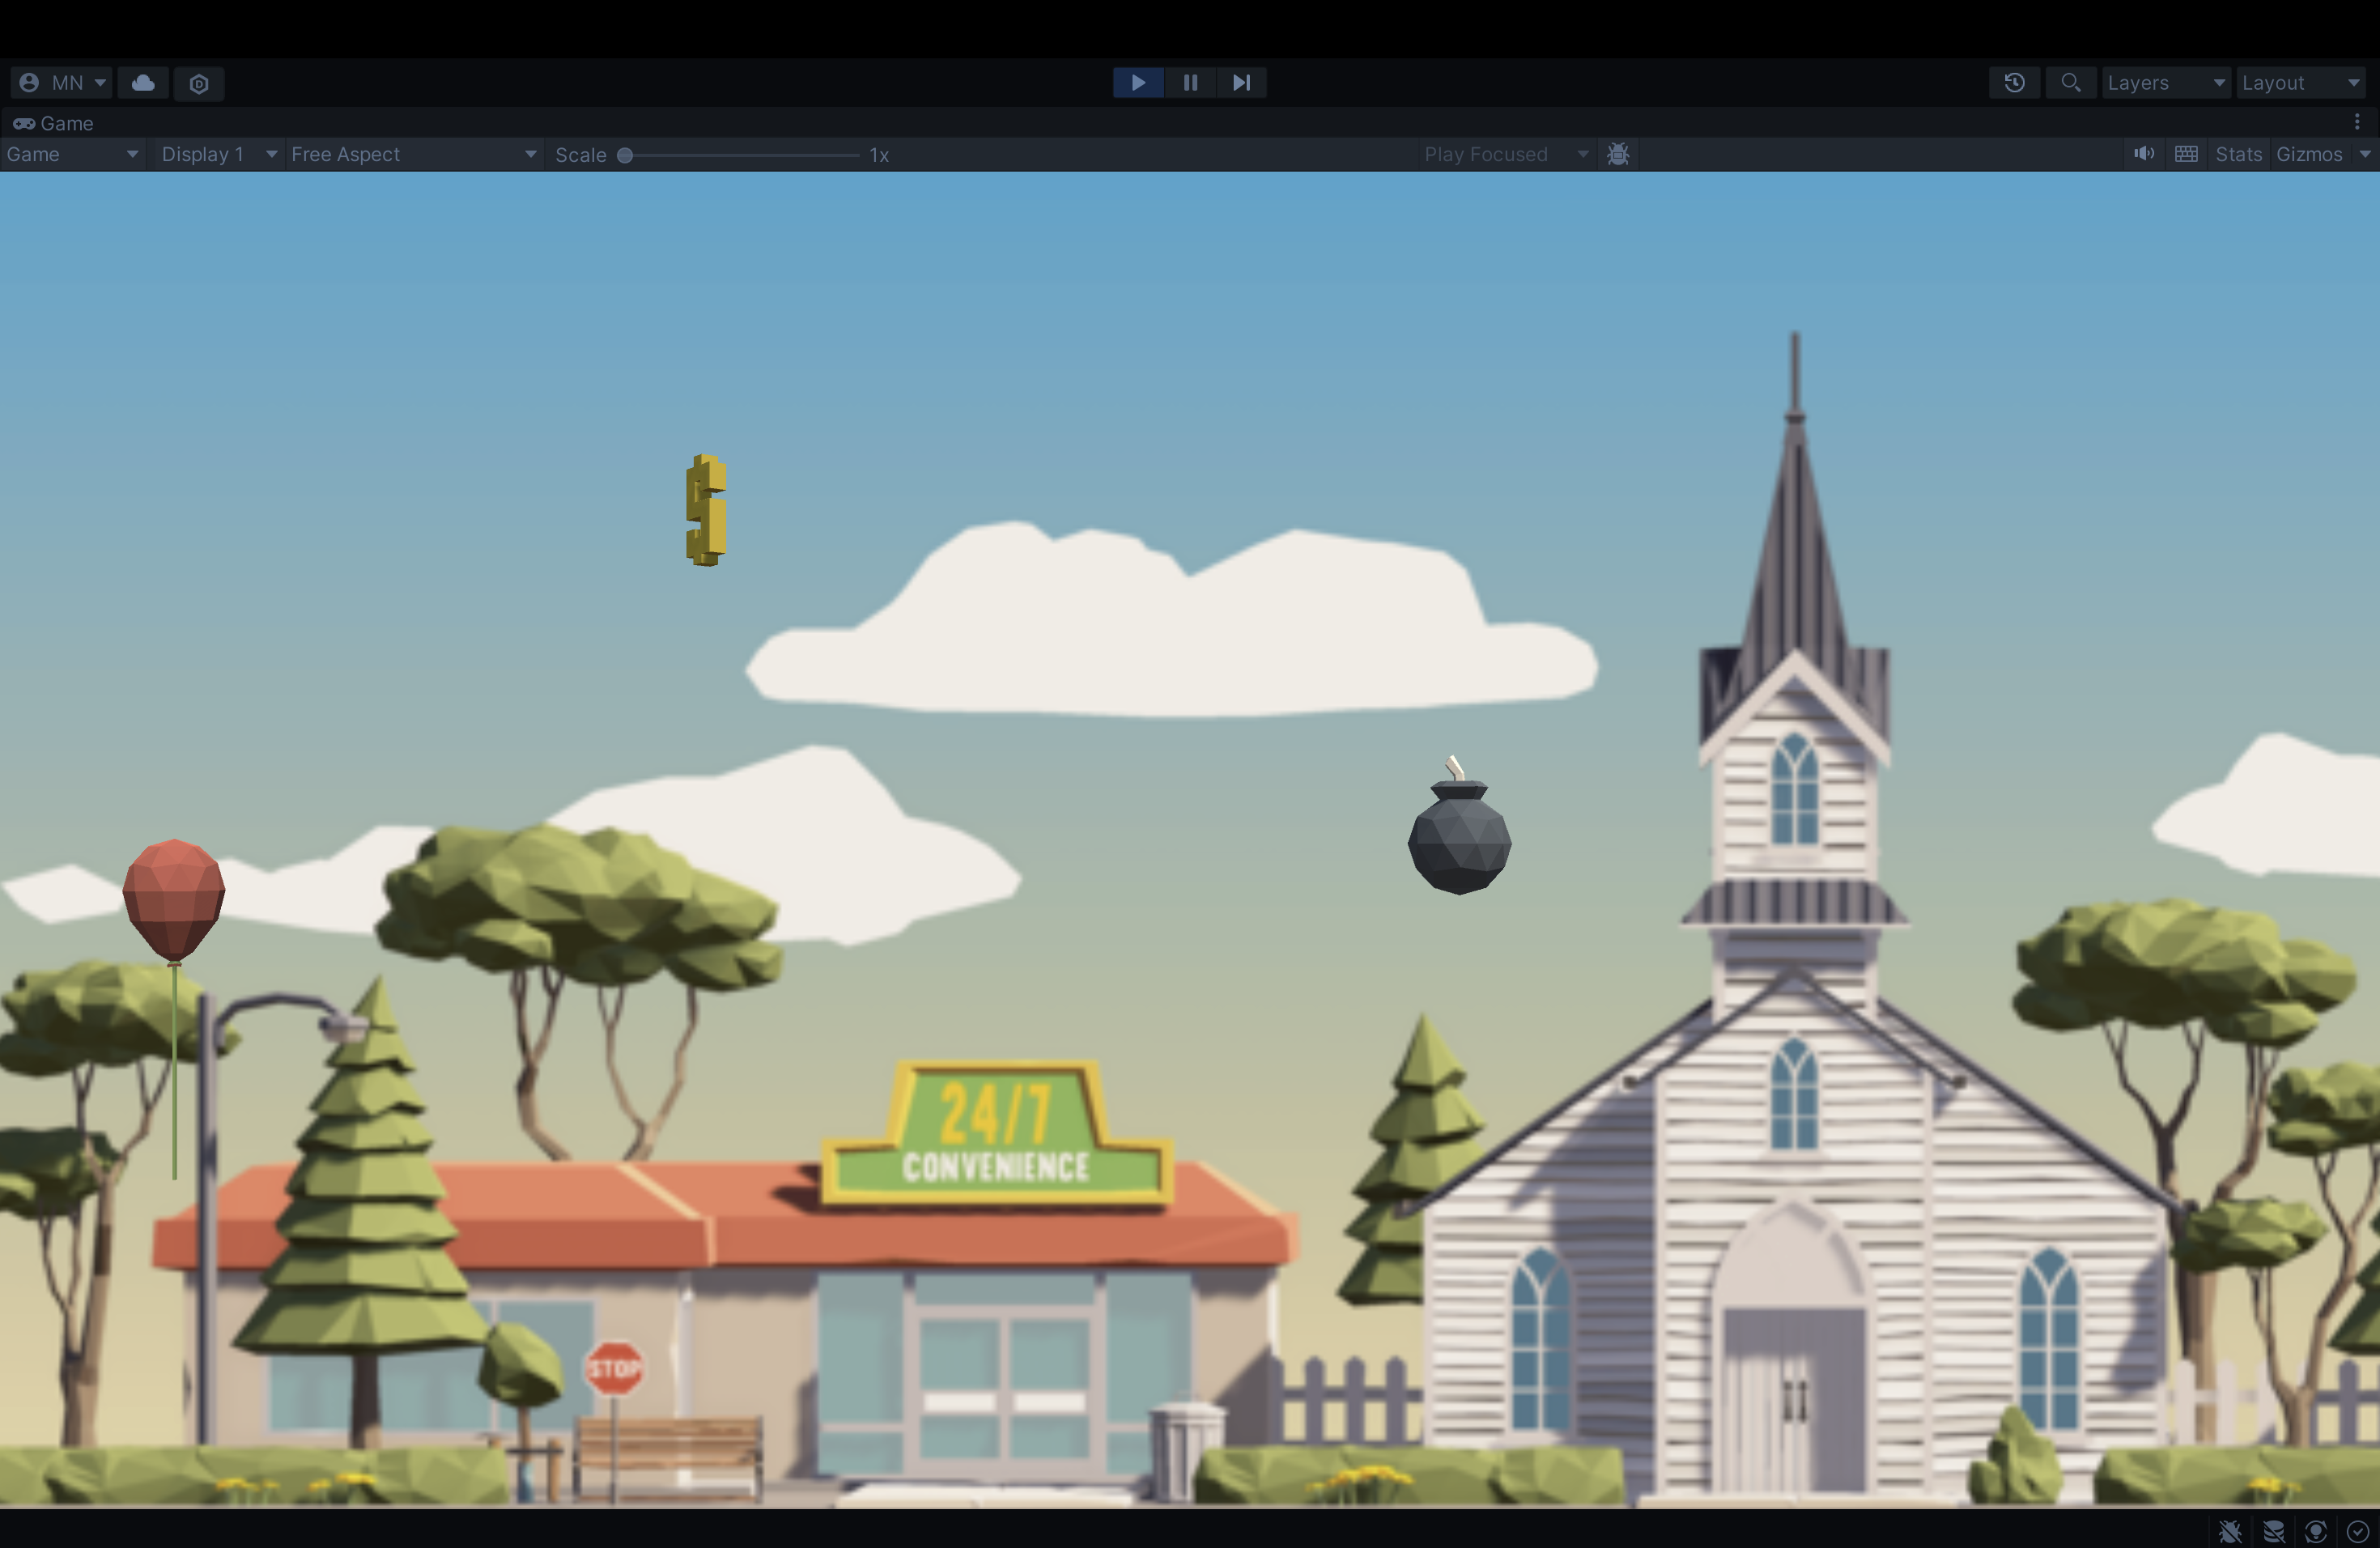 MN
Layers
Layout
Game
Game
Display 1
Free Aspect
Scale
1x
Play Focused
Stats
Gizmos
24/7
CONVENIENCE
STOP